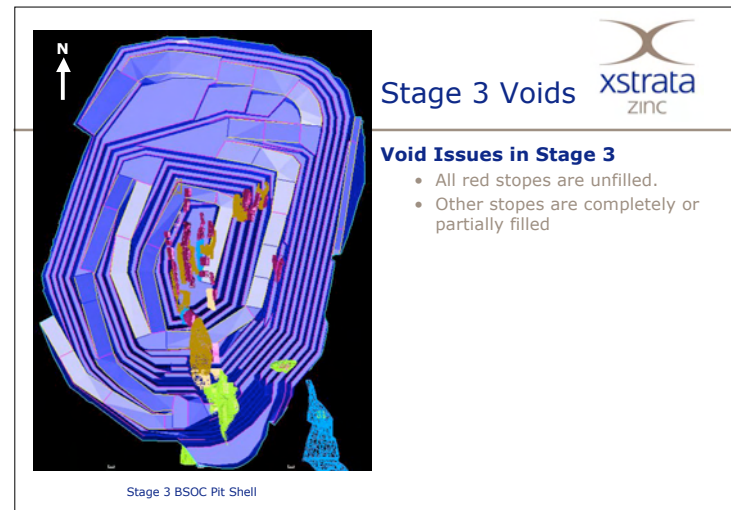 N
Stage 3 Voids
xstrata
zinc
Void Issues in Stage 3
• All red stopes are unfilled.
• Other stopes are completely or
partially filled
Stage 3 BSOC Pit Shell